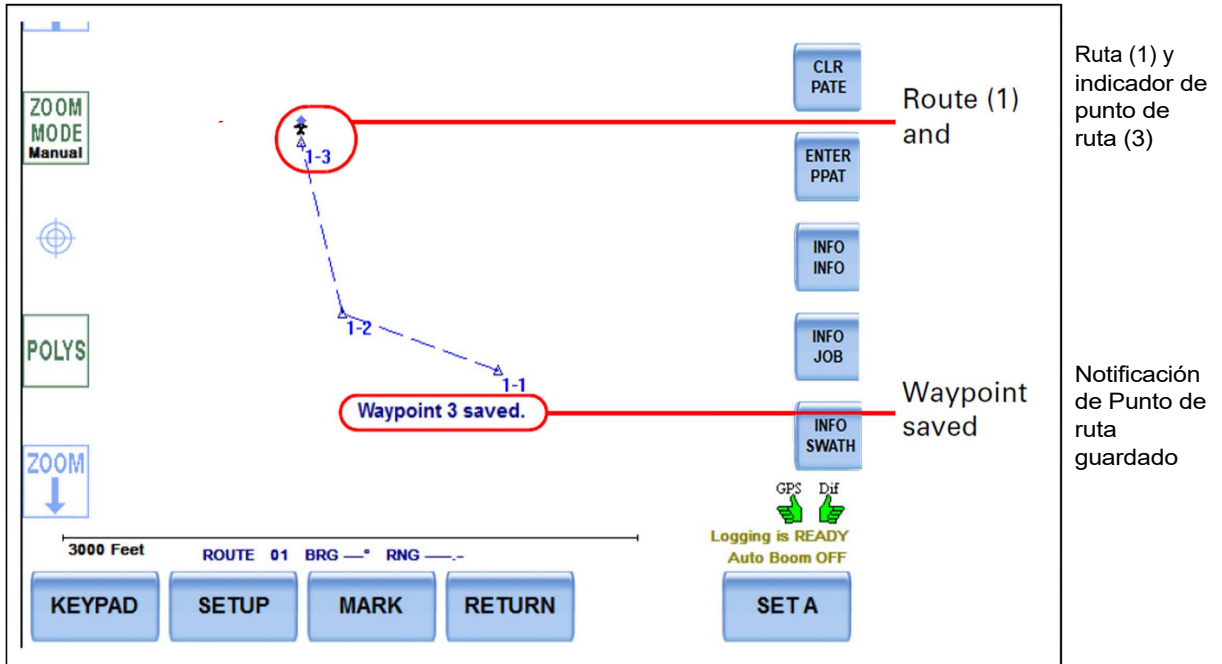 ZOOM
MODE
Manual
POLYS
ZOOM
1-3
1-2
1-1
Waypoint 3 saved.
CLR
PATE
ENTER
PPAT
INFO
INFO
INFO
JOB
INFO
SWATH
Route (1)
and
Waypoint
saved
Ruta (1) y
indicador de
punto de
ruta (3)
Notificación
de Punto de
ruta
guardado
GPS Dif
Logging is READY
Auto Boom OFF
3000 Feet
ROUTE 01 BRG —° RNG ——.–
KEYPAD
SETUP
MARK
RETURN
SET A